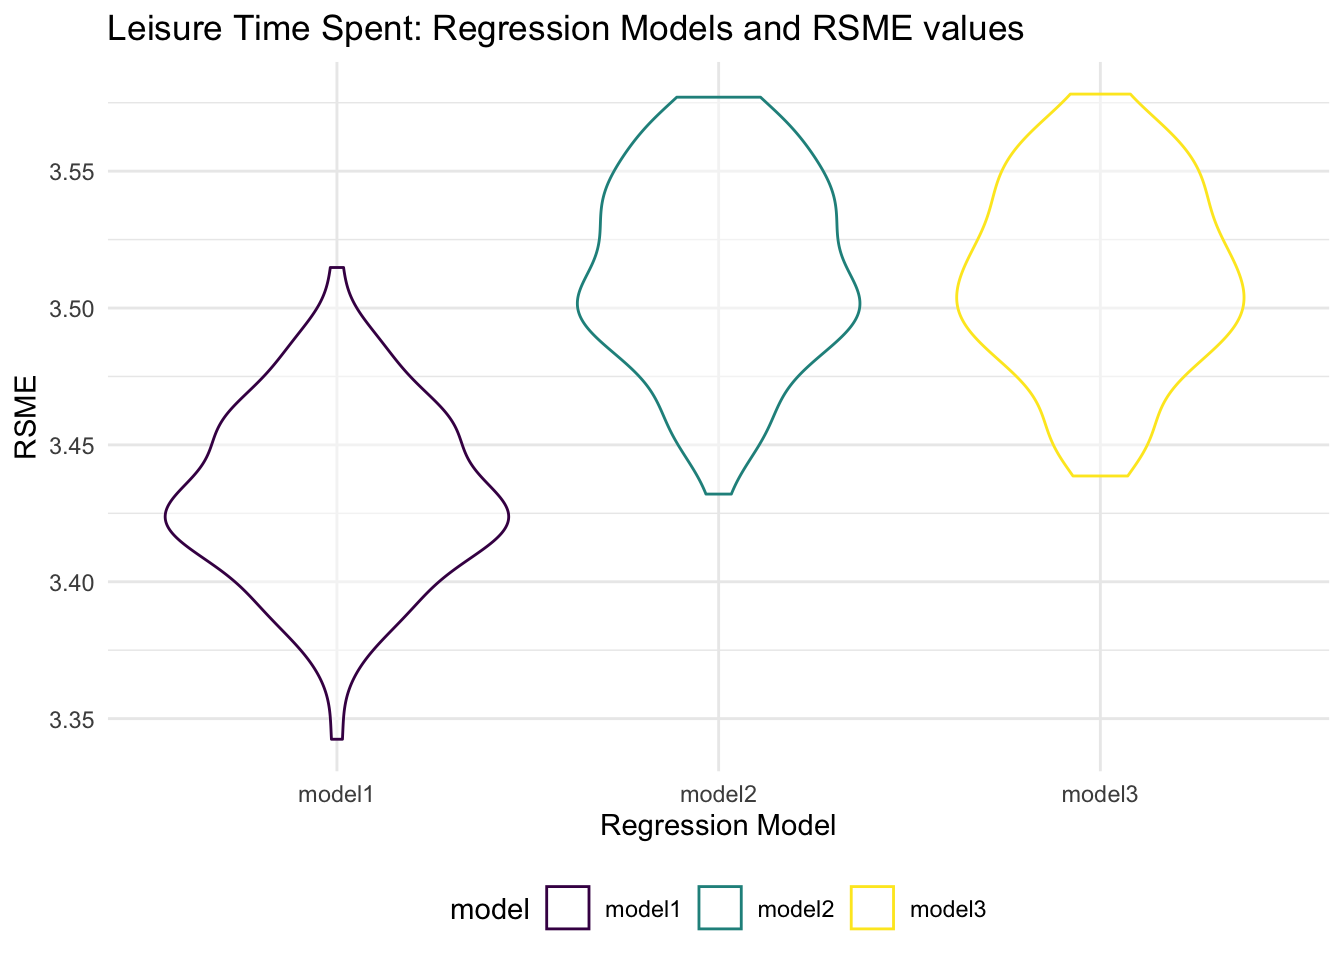 Leisure Time Spent: Regression Models and RSME values
RSME
3.55
3.50
3.45
3.40
3.35
model1 model2 model3
Regression Model
model model1 model2 model3